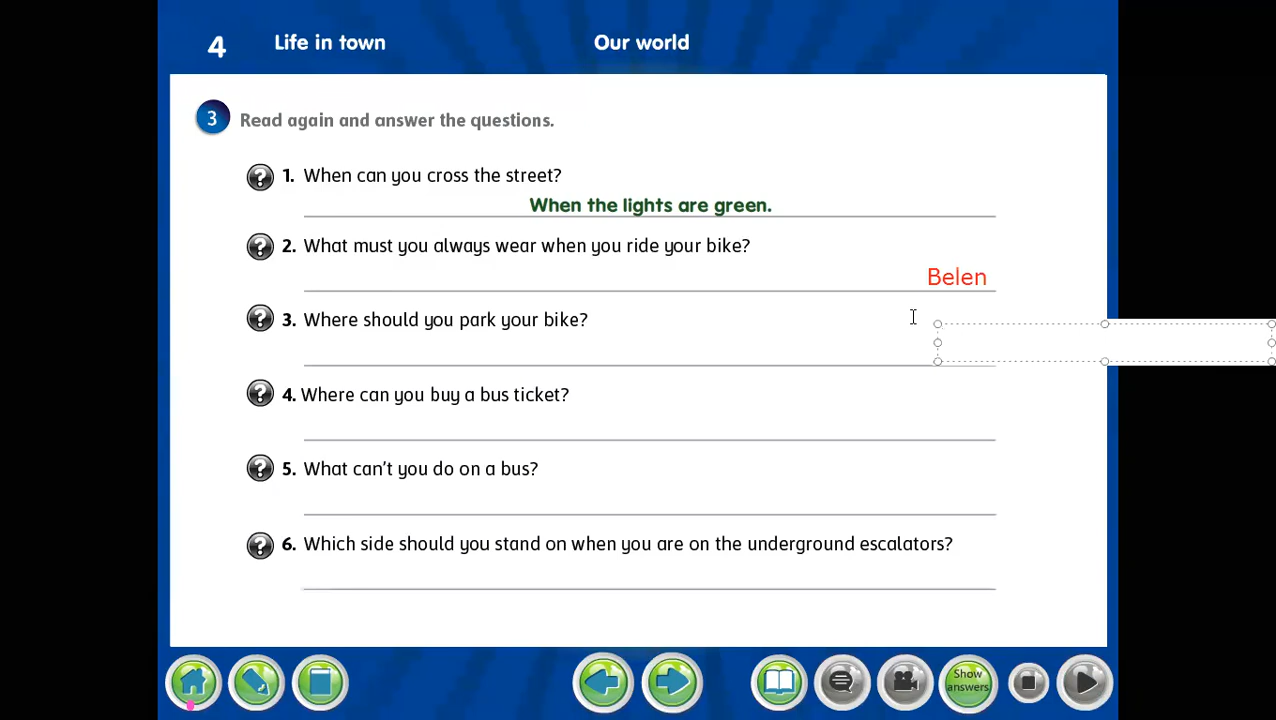 4 Life in town Our world
3 Read again and answer the questions.
? 1. When can you cross the street?
When the lights are green.
? 2. What must you always wear when you ride your bike?
Belen
? 3. Where should you park your bike?
? 4. Where can you buy a bus ticket?
? 5. What can't you do on a bus?
? 6. Which side should you stand on when you are on the underground escalators?
Show
answers